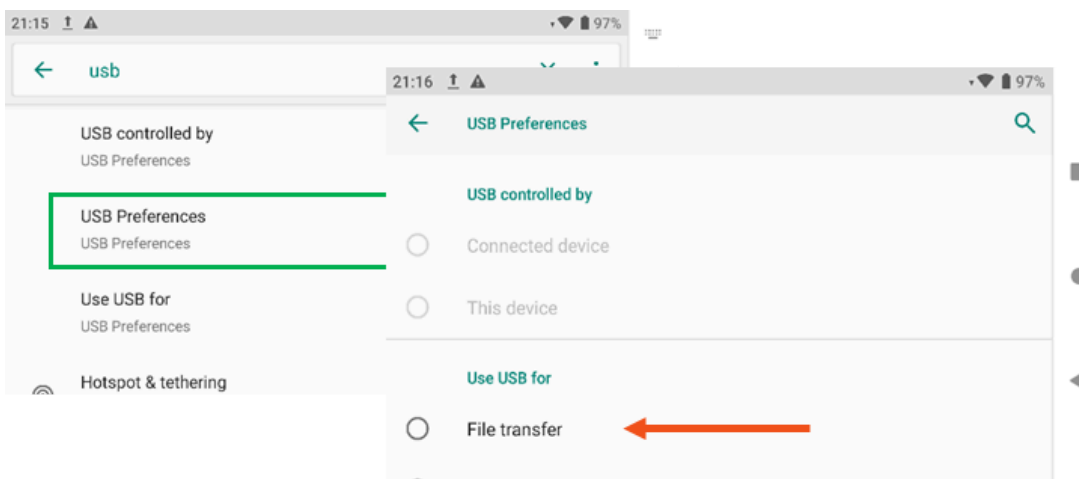 21:15 97%
usb
USB controlled by
USB Preferences
USB Preferences
USB Preferences
Use USB for
USB Preferences
Hotspot & tethering
21:16 97%
USB Preferences
USB controlled by
Connected device
This device
Use USB for
File transfer